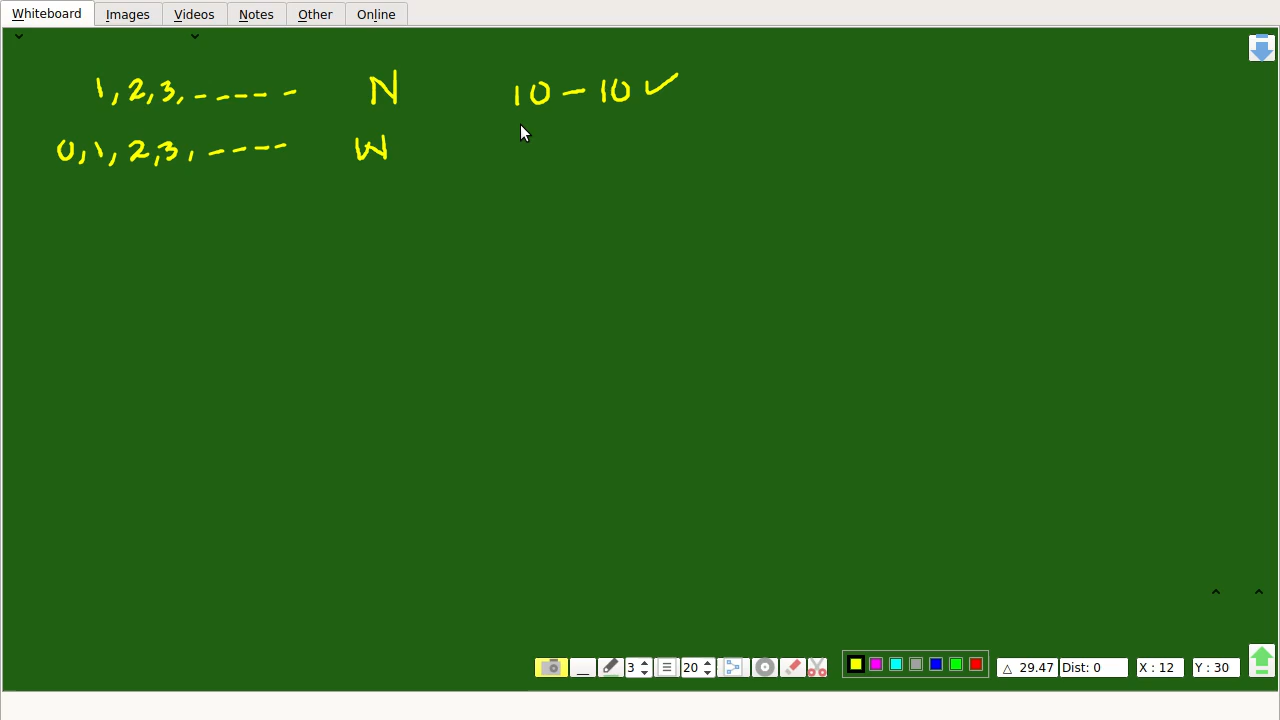 Whiteboard Images Videos Notes Other Online
1, 2, 3, ----- N 10 - 10 ✓
0, 1, 2, 3, ---- W
3 20 △ 29.47 Dist: 0 X : 12 Y : 30